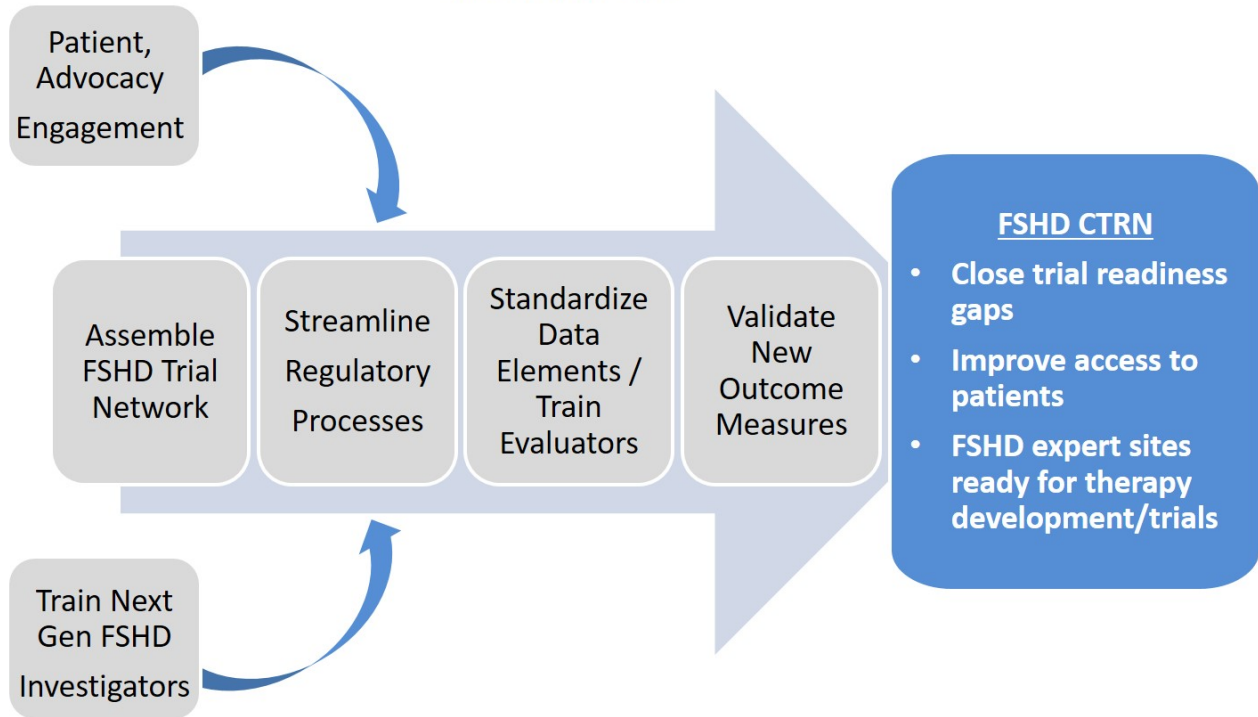 Patient,
Advocacy
Engagement
Assemble
FSHD Trial
Network
Streamline
Regulatory
Processes
Standardize
Data
Elements /
Train
Evaluators
Validate
New
Outcome
Measures
Train Next
Gen FSHD
Investigators
FSHD CTRN
• Close trial readiness
gaps
• Improve access to
patients
• FSHD expert sites
ready for therapy
development/trials